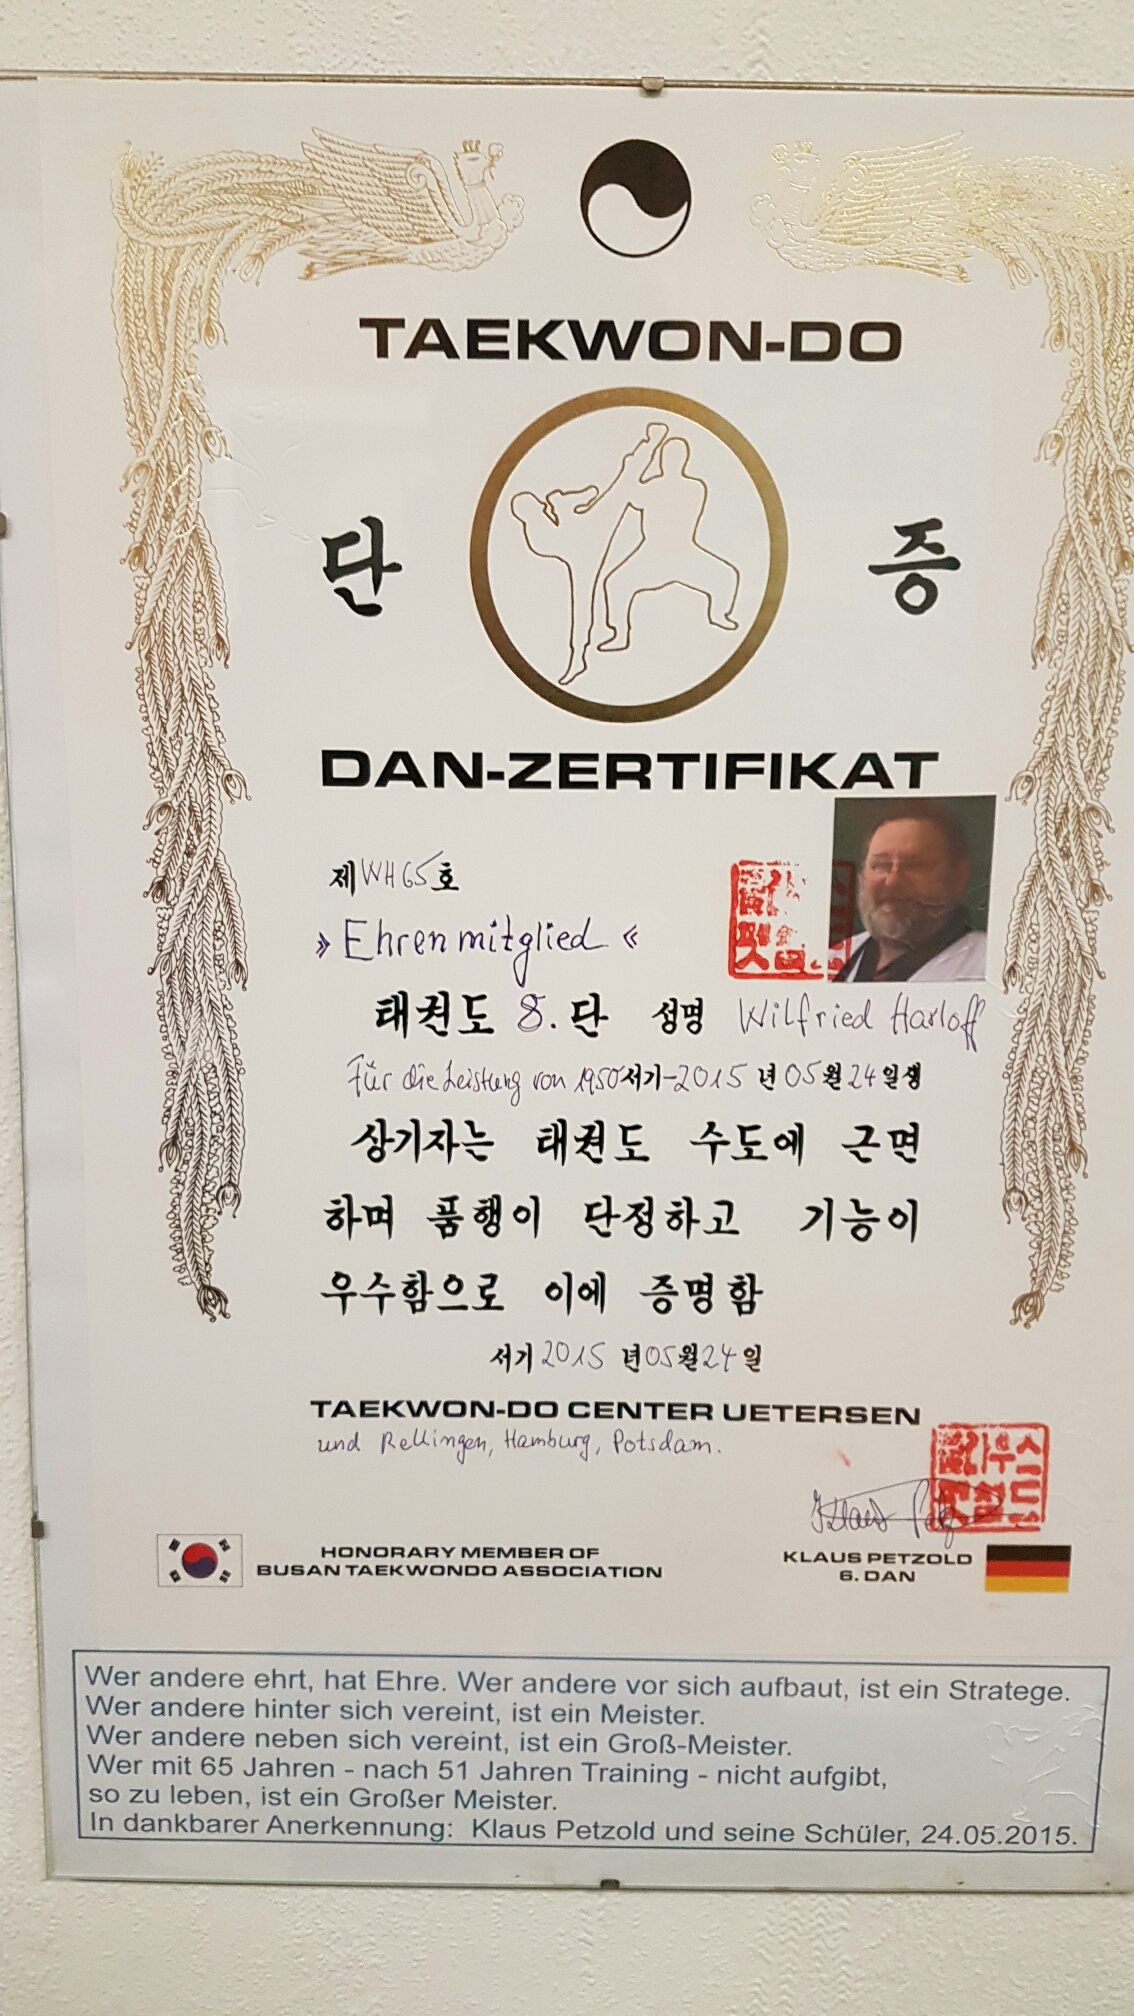 TAEKWON-DO
단 증
DAN-ZERTIFIKAT
제 WH65 호
» Ehrenmitglied «
태권도 8. 단 성명 Wilfried Harloff
Für die Leistung von 1950 서기-2015 년 05 월 24 일생
상기자는 태권도 수도에 근면
하며 품행이 단정하고 기능이
우수함으로 이에 증명함
서기 2015 년 05 월 24 일
TAEKWON-DO CENTER UETERSEN
und Rellingen, Hamburg, Potsdam.
HONORARY MEMBER OF
BUSAN TAEKWONDO ASSOCIATION
KLAUS PETZOLD
6. DAN
Wer andere ehrt, hat Ehre. Wer andere vor sich aufbaut, ist ein Stratege.
Wer andere hinter sich vereint, ist ein Meister.
Wer andere neben sich vereint, ist ein Groß-Meister.
Wer mit 65 Jahren - nach 51 Jahren Training - nicht aufgibt,
so zu leben, ist ein Großer Meister.
In dankbarer Anerkennung: Klaus Petzold und seine Schüler, 24.05.2015.